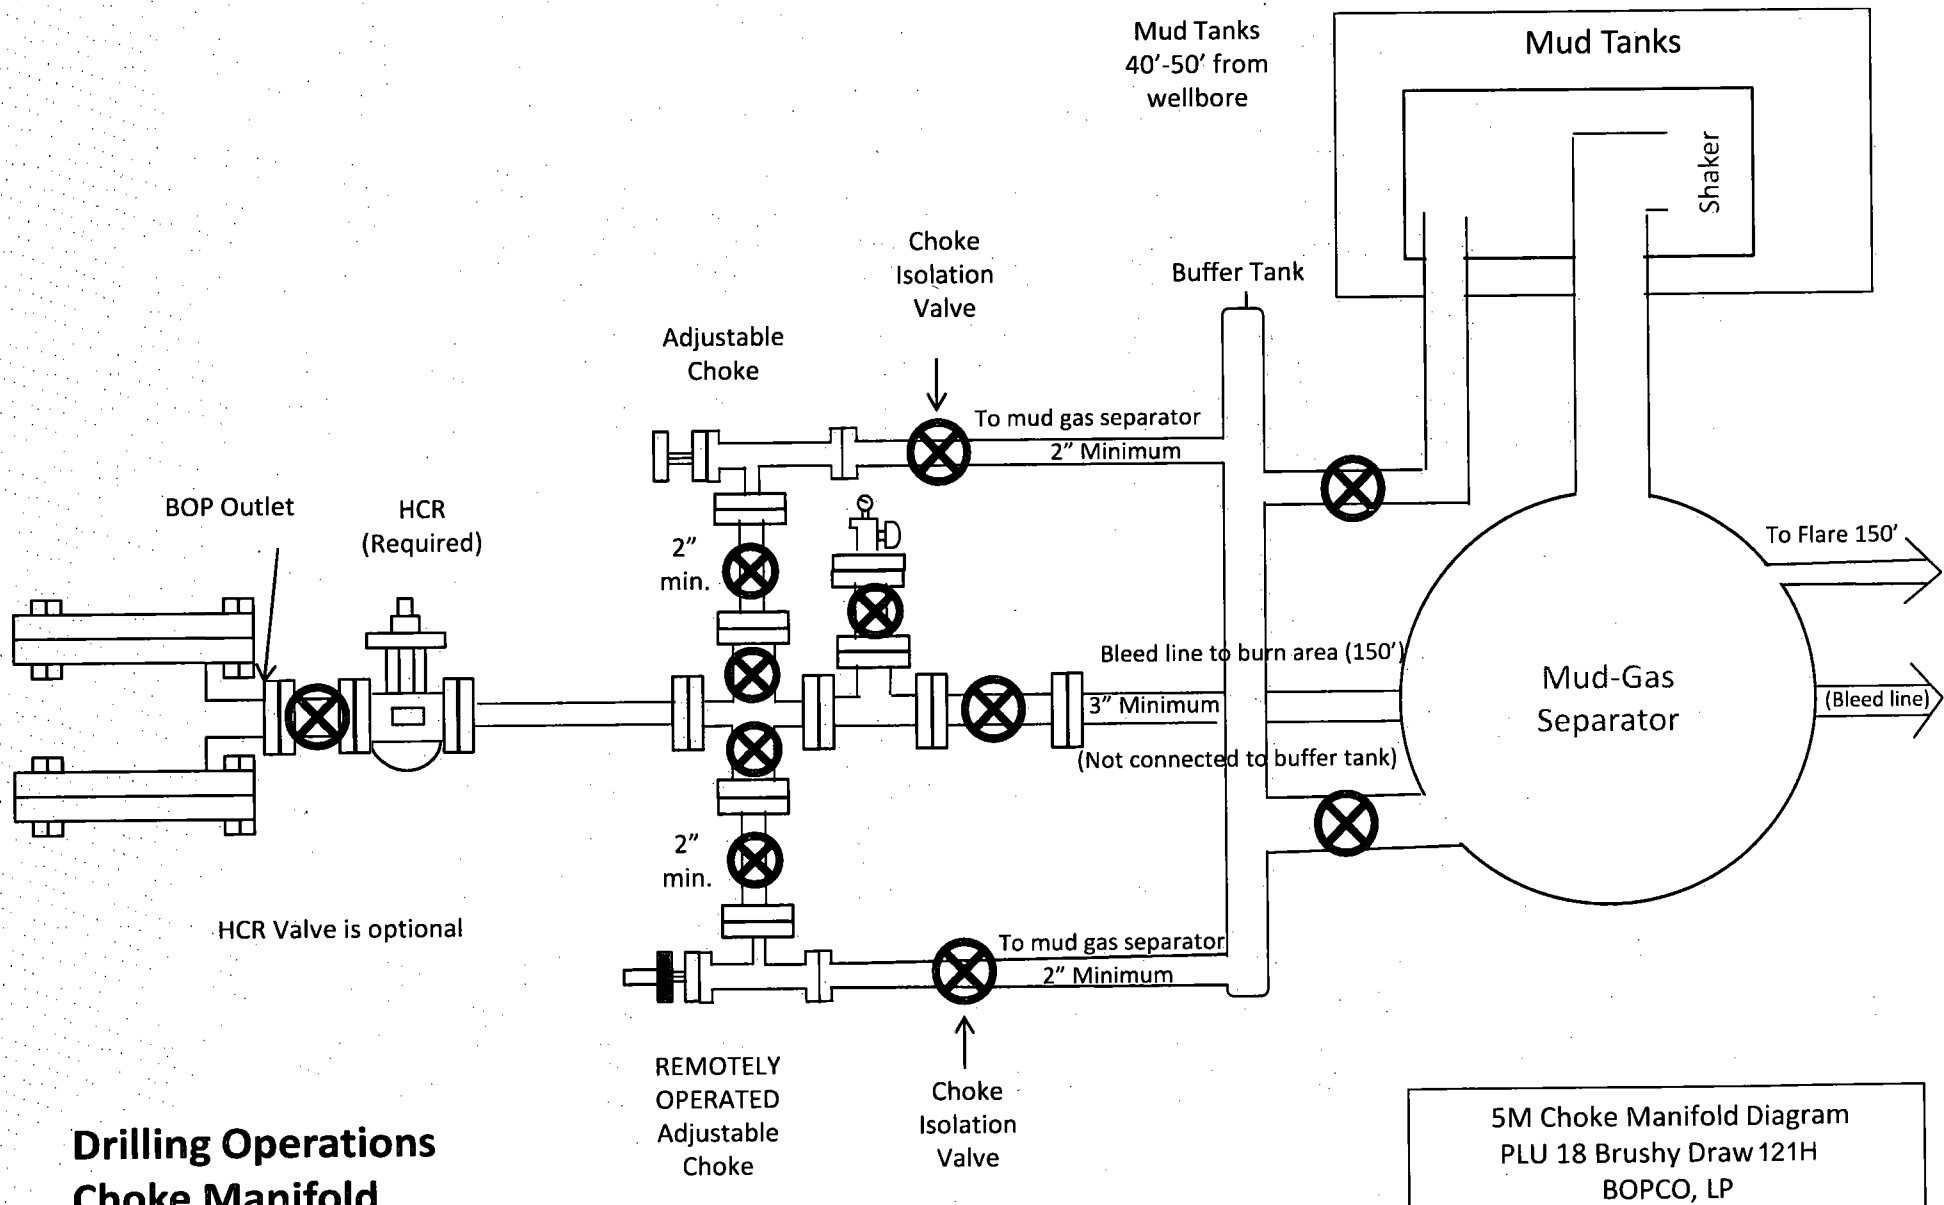 Mud Tanks
40'-50' from
wellbore
Mud Tanks
Shaker
Choke
Isolation
Valve
Buffer Tank
Adjustable
Choke
To mud gas separator
2” Minimum
BOP Outlet
HCR
(Required)
2”
min.
To Flare 150'
Bleed line to burn area (150')
3” Minimum
(Not connected to buffer tank)
Mud-Gas
Separator
(Bleed line)
2”
min.
HCR Valve is optional
To mud gas separator
2” Minimum
REMOTELY
OPERATED
Adjustable
Choke
Choke
Isolation
Valve
Drilling Operations
Choke Manifold
5M Choke Manifold Diagram
PLU 18 Brushy Draw 121H
BOPCO, LP